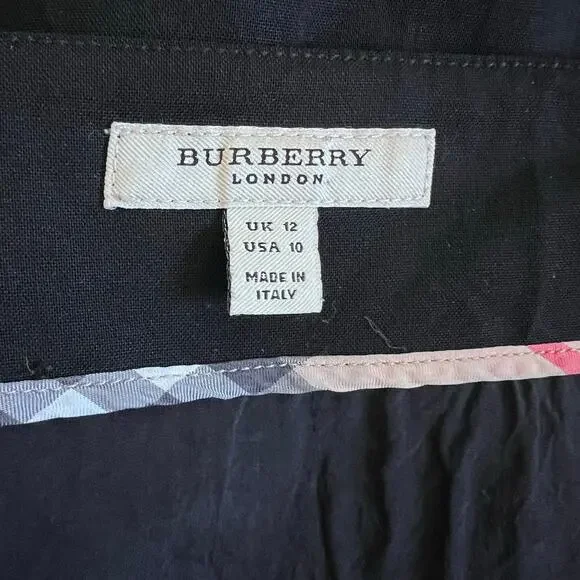 BURBERRY
LONDON
UK 12
USA 10
MADE IN
ITALY